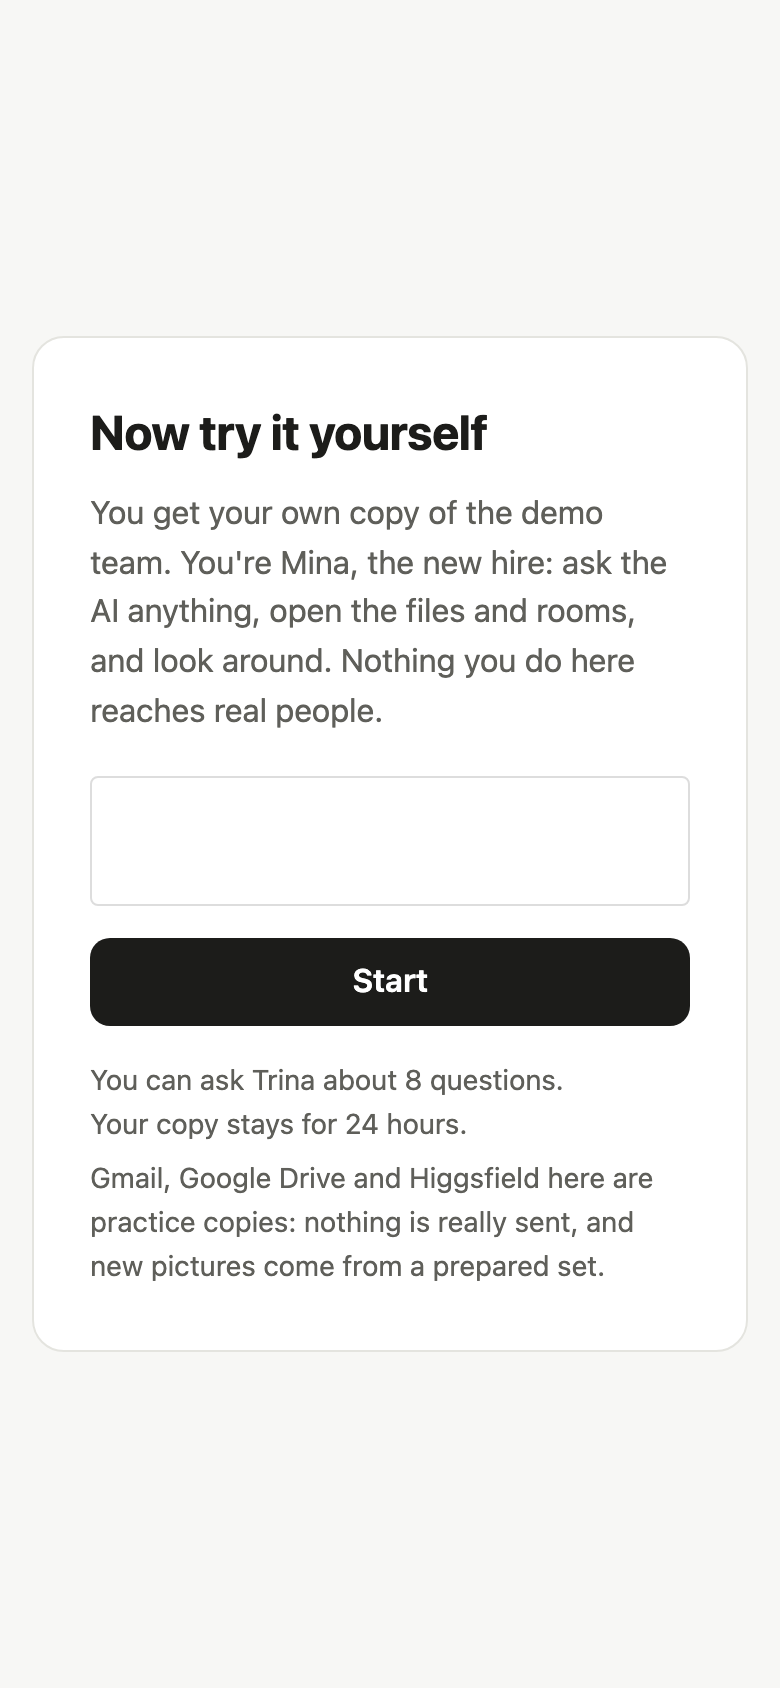 Now try it yourself
You get your own copy of the demo
team. You're Mina, the new hire: ask the
AI anything, open the files and rooms,
and look around. Nothing you do here
reaches real people.
Start
You can ask Trina about 8 questions.
Your copy stays for 24 hours.
Gmail, Google Drive and Higgsfield here are
practice copies: nothing is really sent, and
new pictures come from a prepared set.